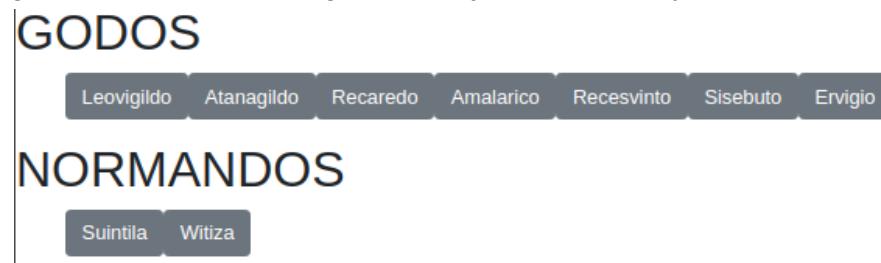 GODOS
Leovigildo Atanagildo Recaredo Amalarico Recesvinto Sisebuto Ervigio
NORMANDOS
Suintila Witiza